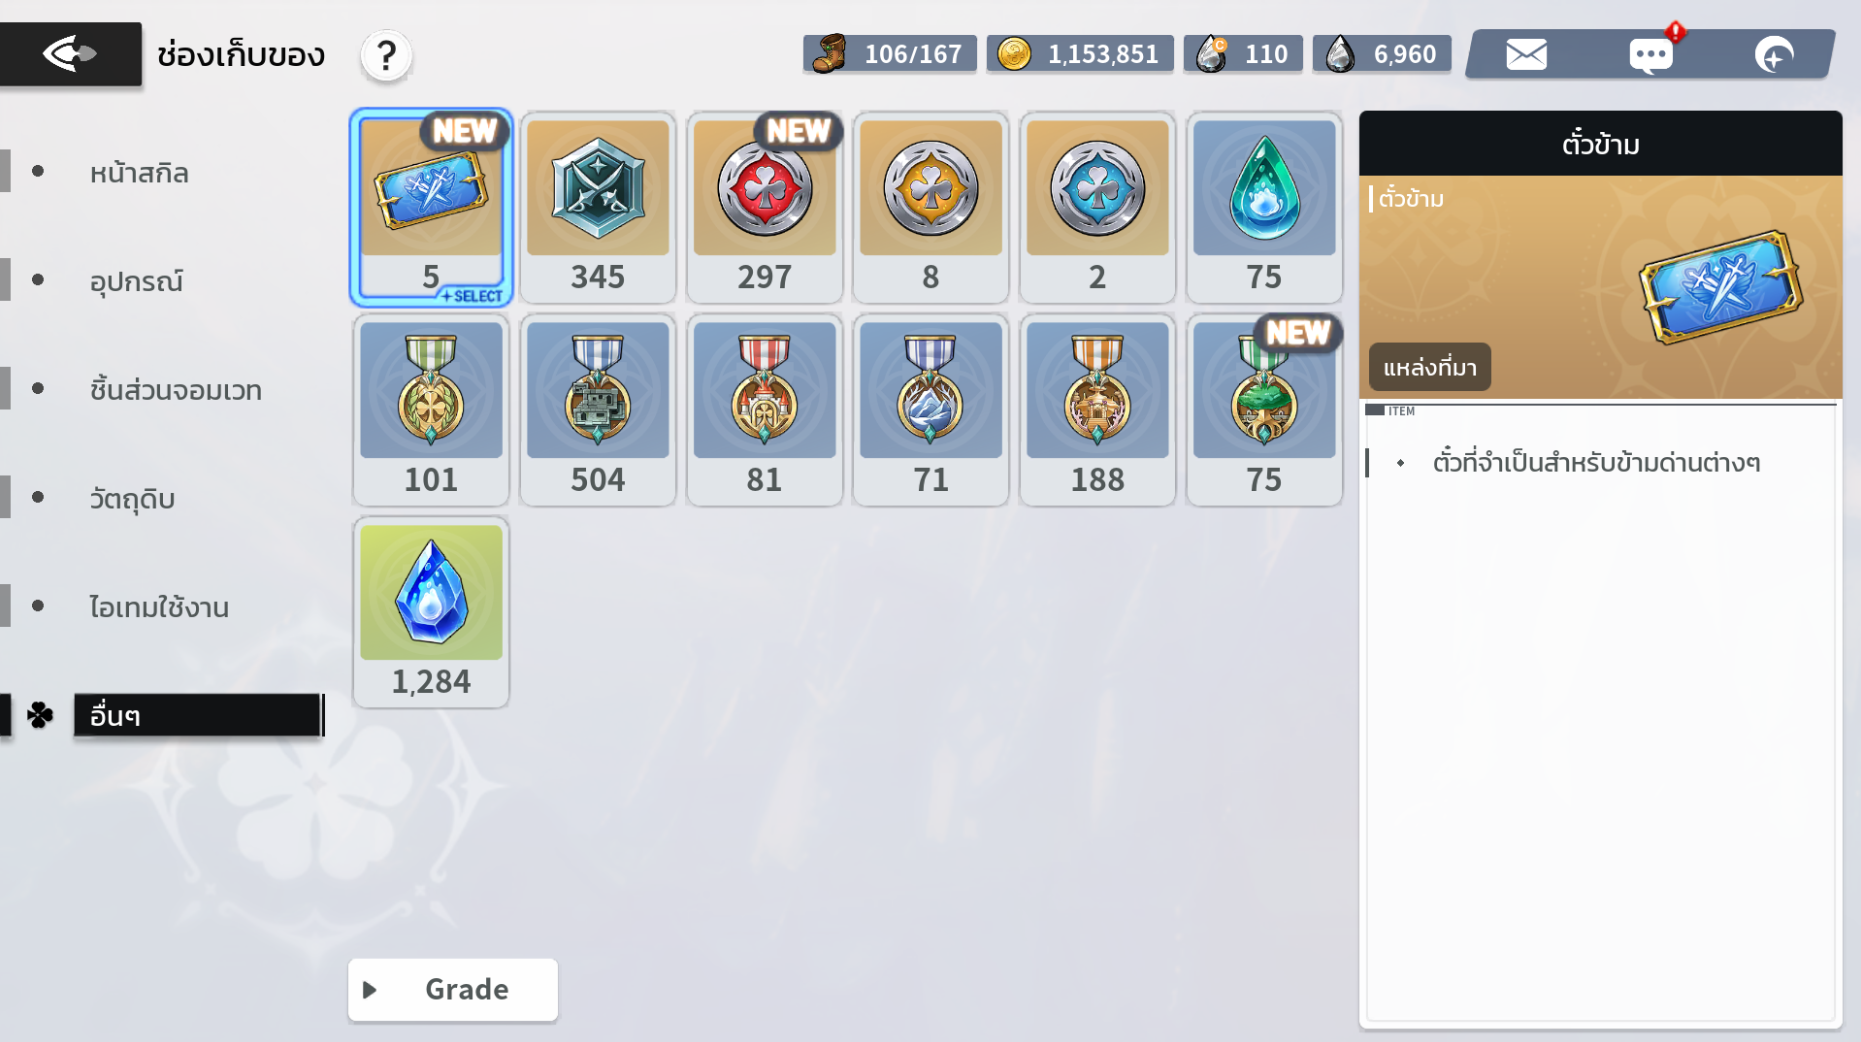 ช่องเก็บของ
?
106/167
1,153,851
110
6,960
หน้าสกิล
อุปกรณ์
ชิ้นส่วนจอมเวท
วัตถุดิบ
ไอเทมใช้งาน
อื่นๆ
NEW
NEW
5
+ SELECT
345
297
8
2
75
NEW
101
504
81
71
188
75
1,284
Grade
ตั๋วข้าม
ตั๋วข้าม
แหล่งที่มา
ITEM
ตั๋วที่จำเป็นสำหรับข้ามด่านต่างๆ